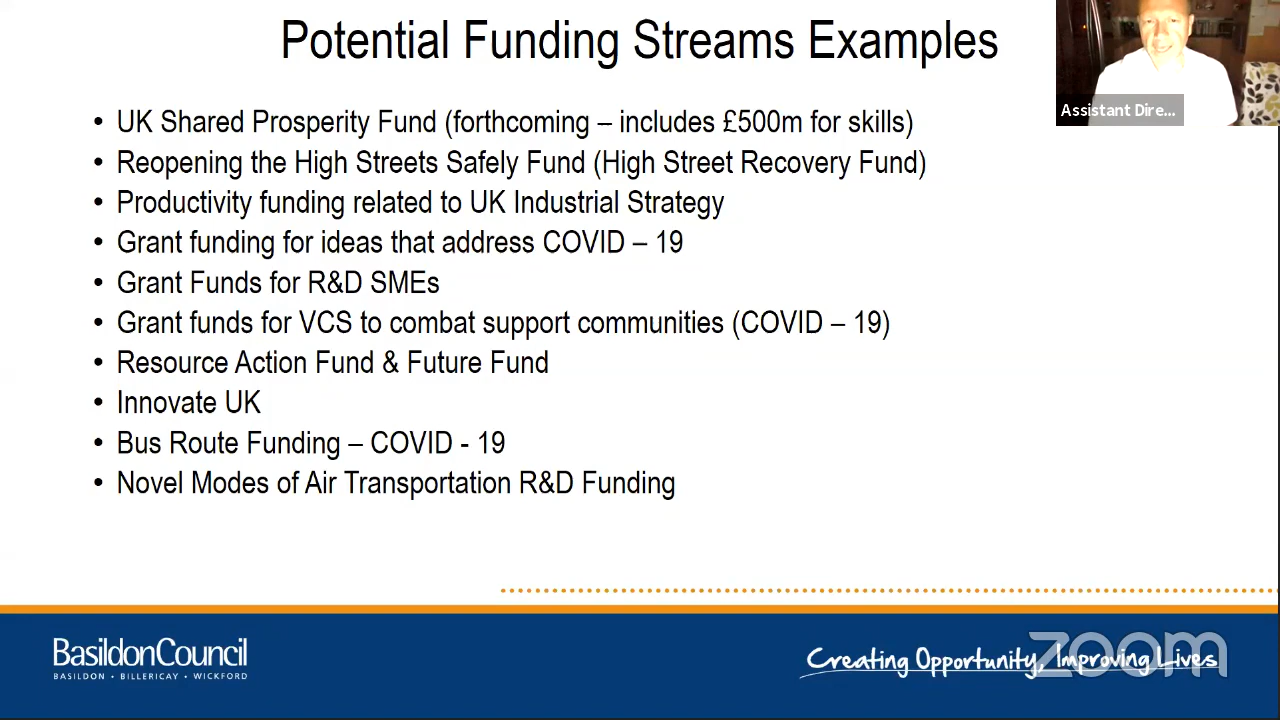 Potential Funding Streams Examples
Assistant Dire...
• UK Shared Prosperity Fund (forthcoming – includes £500m for skills)
• Reopening the High Streets Safely Fund (High Street Recovery Fund)
• Productivity funding related to UK Industrial Strategy
• Grant funding for ideas that address COVID – 19
• Grant Funds for R&D SMEs
• Grant funds for VCS to combat support communities (COVID – 19)
• Resource Action Fund & Future Fund
• Innovate UK
• Bus Route Funding – COVID - 19
• Novel Modes of Air Transportation R&D Funding
BasildonCouncil
BASILDON • BILLERICAY • WICKFORD
Creating Opportunity, Improving Lives
zoom